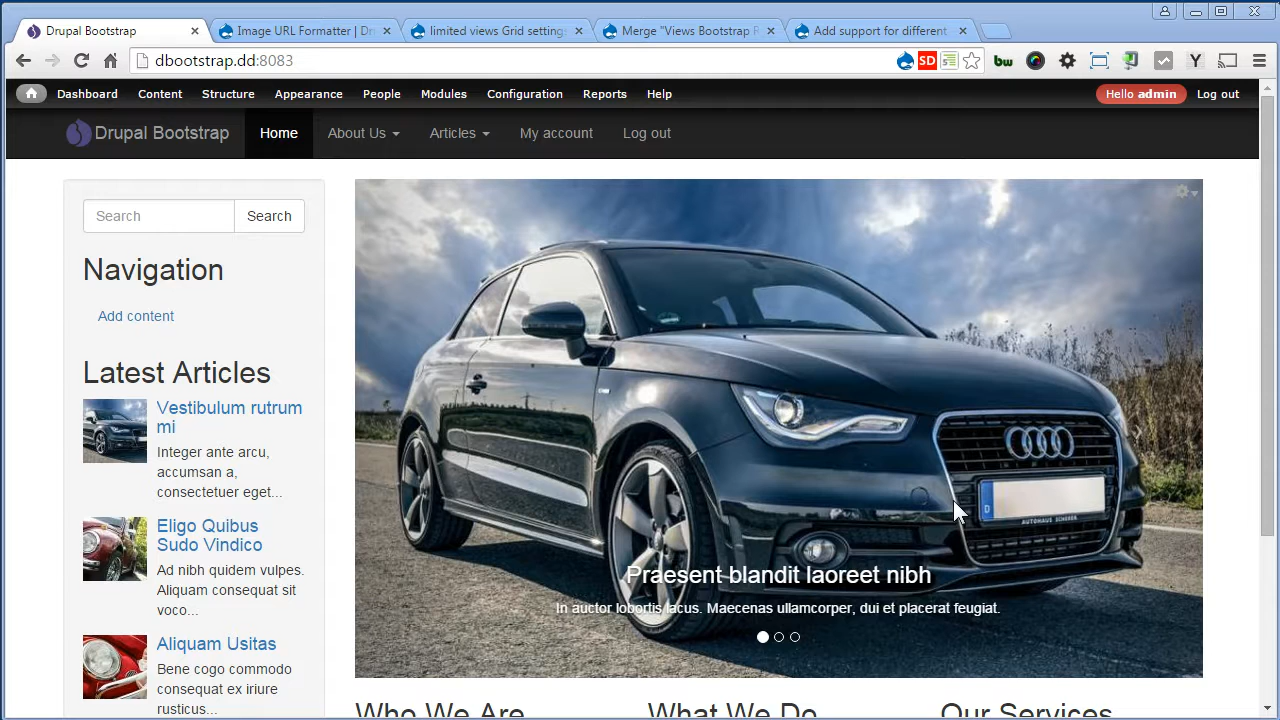 Drupal Bootstrap
Image URL Formatter | Dr
limited views Grid settings
Merge "Views Bootstrap R
Add support for different
dbootstrap.dd:8083
SD
bw
Y
Dashboard Content Structure Appearance People Modules Configuration Reports Help
Hello admin Log out
Drupal Bootstrap Home About Us Articles My account Log out
Search Search
Navigation
Add content
Latest Articles
Vestibulum rutrum
mi
Integer ante arcu,
accumsan a,
consectetuer eget...
Eligo Quibus
Sudo Vindico
Ad nibh quidem vulpes.
Aliquam consequat sit
voco...
Aliquam Usitas
Bene cogo commodo
consequat ex iriure
rusticus...
D
AUTOHAUS SCHERER
Praesent blandit laoreet nibh
In auctor lobortis lacus. Maecenas ullamcorper, dui et placerat feugiat.
Who We Are
What We Do
Our Services